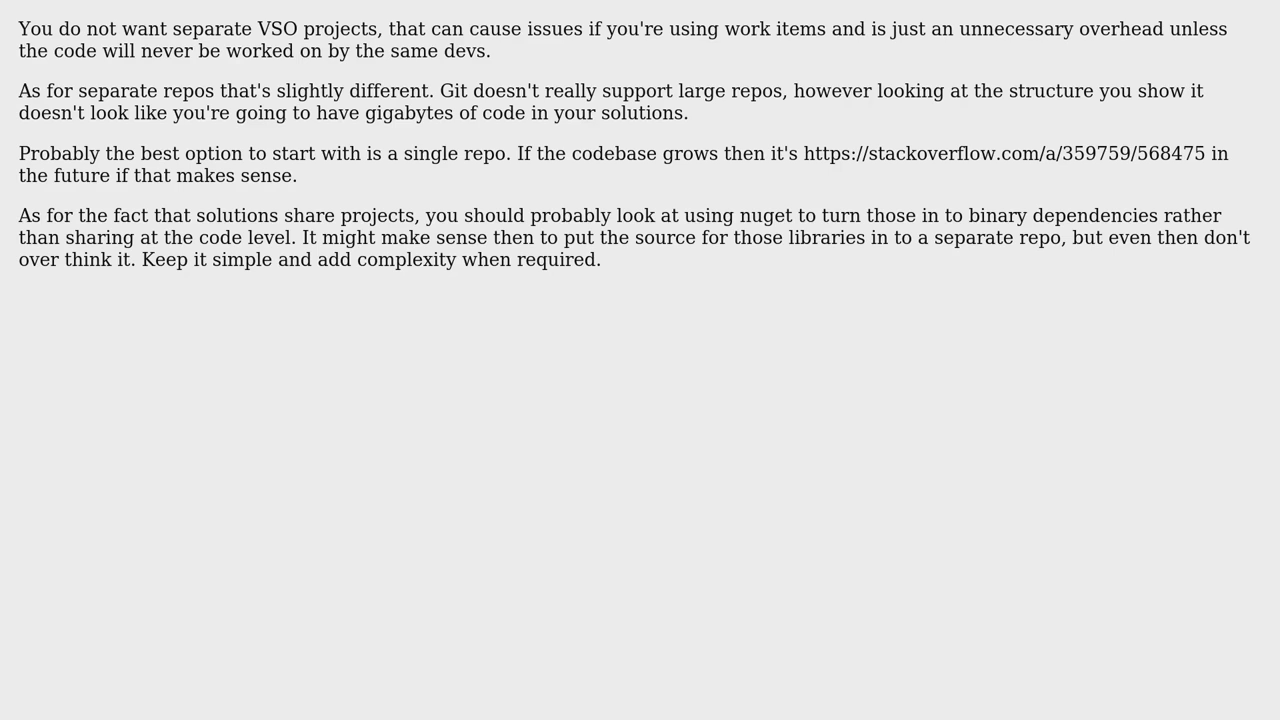 You do not want separate VSO projects, that can cause issues if you're using work items and is just an unnecessary overhead unless
the code will never be worked on by the same devs.
As for separate repos that's slightly different. Git doesn't really support large repos, however looking at the structure you show it
doesn't look like you're going to have gigabytes of code in your solutions.
Probably the best option to start with is a single repo. If the codebase grows then it's https://stackoverflow.com/a/359759/568475 in
the future if that makes sense.
As for the fact that solutions share projects, you should probably look at using nuget to turn those in to binary dependencies rather
than sharing at the code level. It might make sense then to put the source for those libraries in to a separate repo, but even then don't
over think it. Keep it simple and add complexity when required.